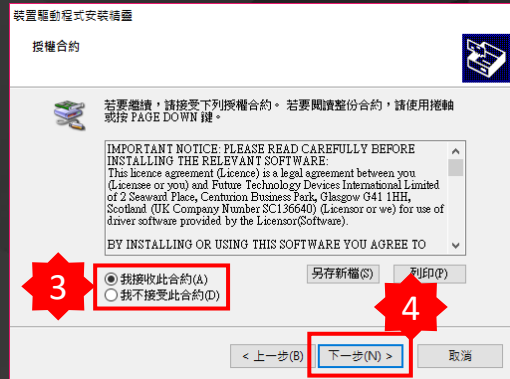 裝置驅動程式安裝精靈
授權合約
若要繼續，請接受下列授權合約。若要閱讀整份合約，請使用捲軸
或按 PAGE DOWN 鍵。
IMPORTANT NOTICE: PLEASE READ CAREFULLY BEFORE
INSTALLING THE RELEVANT SOFTWARE:
This licence agreement (Licence) is a legal agreement between you
(Licensee or you) and Future Technology Devices International Limited
of 2 Seaward Place, Centurion Business Park, Glasgow G41 1HH,
Scotland (UK Company Number SC136640) (Licensor or we) for use of
driver software provided by the Licensor(Software).
BY INSTALLING OR USING THIS SOFTWARE YOU AGREE TO
3
我接收此合約(A)
我不接受此合約(D)
另存新檔(S)
列印(P)
4
< 上一步(B)
下一步(N) >
取消